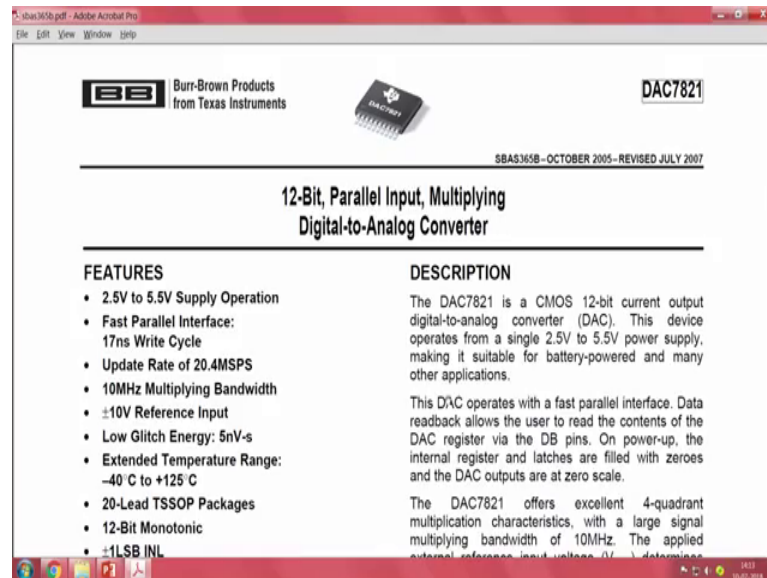 sbas365b.pdf - Adobe Acrobat Pro
File Edit View Window Help
BB
Burr-Brown Products
from Texas Instruments
DAC7821
DAC7821
SBAS365B–OCTOBER 2005–REVISED JULY 2007
12-Bit, Parallel Input, Multiplying
Digital-to-Analog Converter
FEATURES
• 2.5V to 5.5V Supply Operation
• Fast Parallel Interface:
17ns Write Cycle
• Update Rate of 20.4MSPS
• 10MHz Multiplying Bandwidth
• ±10V Reference Input
• Low Glitch Energy: 5nV-s
• Extended Temperature Range:
–40°C to +125°C
• 20-Lead TSSOP Packages
• 12-Bit Monotonic
• ±1LSB INL
DESCRIPTION
The DAC7821 is a CMOS 12-bit current output
digital-to-analog converter (DAC). This device
operates from a single 2.5V to 5.5V power supply,
making it suitable for battery-powered and many
other applications.
This DAC operates with a fast parallel interface. Data
readback allows the user to read the contents of the
DAC register via the DB pins. On power-up, the
internal register and latches are filled with zeroes
and the DAC outputs are at zero scale.
The DAC7821 offers excellent 4-quadrant
multiplication characteristics, with a large signal
multiplying bandwidth of 10MHz. The applied
external reference input voltage (V ) determines
14:13